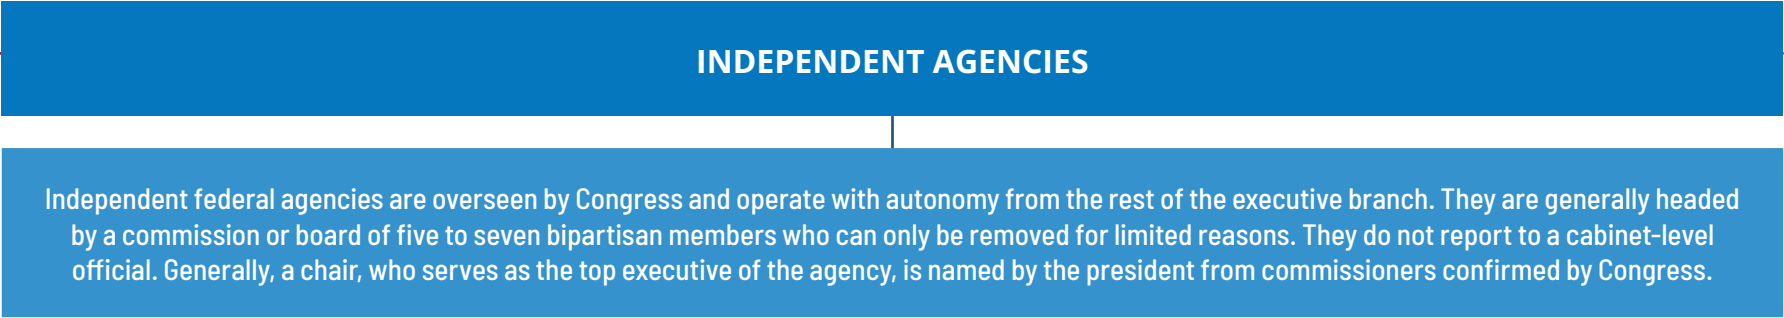 INDEPENDENT AGENCIES
Independent federal agencies are overseen by Congress and operate with autonomy from the rest of the executive branch. They are generally headed
by a commission or board of five to seven bipartisan members who can only be removed for limited reasons. They do not report to a cabinet-level
official. Generally, a chair, who serves as the top executive of the agency, is named by the president from commissioners confirmed by Congress.